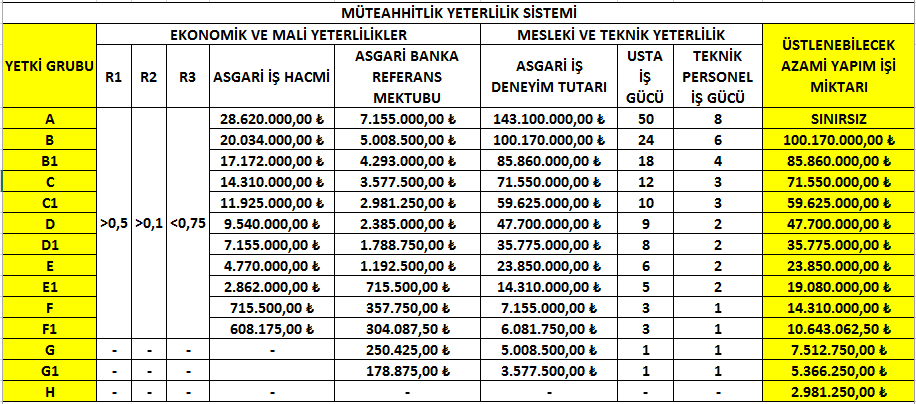 MÜTEAHHİTLİK YETERLİLİK SİSTEMİ
YETKİ GRUBU EKONOMİK VE MALİ YETERLİLİKLER MESLEKİ VE TEKNİK YETERLİLİK ÜSTLENEBİLECEK AZAMİ YAPIM İŞİ MİKTARI
R1 R2 R3 ASGARİ İŞ HACMİ ASGARİ BANKA REFERANS MEKTUBU ASGARİ İŞ DENEYİM TUTARI USTA İŞ GÜCÜ TEKNİK PERSONEL İŞ GÜCÜ
A 28.620.000,00 ₺ 7.155.000,00 ₺ 143.100.000,00 ₺ 50 8 SINIRSIZ
B 20.034.000,00 ₺ 5.008.500,00 ₺ 100.170.000,00 ₺ 24 6 100.170.000,00 ₺
B1 17.172.000,00 ₺ 4.293.000,00 ₺ 85.860.000,00 ₺ 18 4 85.860.000,00 ₺
C 14.310.000,00 ₺ 3.577.500,00 ₺ 71.550.000,00 ₺ 12 3 71.550.000,00 ₺
C1 11.925.000,00 ₺ 2.981.250,00 ₺ 59.625.000,00 ₺ 10 3 59.625.000,00 ₺
D >0,5 >0,1 <0,75 9.540.000,00 ₺ 2.385.000,00 ₺ 47.700.000,00 ₺ 9 2 47.700.000,00 ₺
D1 7.155.000,00 ₺ 1.788.750,00 ₺ 35.775.000,00 ₺ 8 2 35.775.000,00 ₺
E 4.770.000,00 ₺ 1.192.500,00 ₺ 23.850.000,00 ₺ 6 2 23.850.000,00 ₺
E1 2.862.000,00 ₺ 715.500,00 ₺ 14.310.000,00 ₺ 5 2 19.080.000,00 ₺
F 715.500,00 ₺ 357.750,00 ₺ 7.155.000,00 ₺ 3 1 14.310.000,00 ₺
F1 608.175,00 ₺ 304.087,50 ₺ 6.081.750,00 ₺ 3 1 10.643.062,50 ₺
G - - - - 250.425,00 ₺ 5.008.500,00 ₺ 1 1 7.512.750,00 ₺
G1 - - - 178.875,00 ₺ 3.577.500,00 ₺ 1 1 5.366.250,00 ₺
H - - - - - - - - 2.981.250,00 ₺